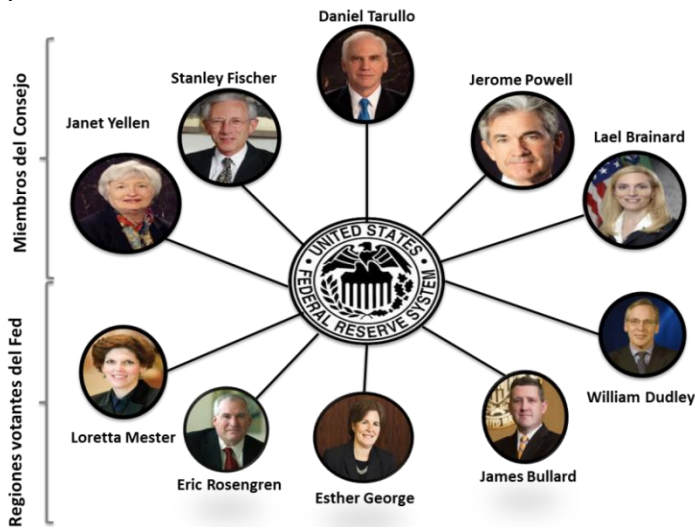 Daniel Tarullo
Stanley Fischer
Jerome Powell
Janet Yellen
Lael Brainard
Miembros del Consejo
UNITED STATES
FEDERAL RESERVE SYSTEM
Regiones votantes del Fed
William Dudley
Loretta Mester
James Bullard
Eric Rosengren
Esther George